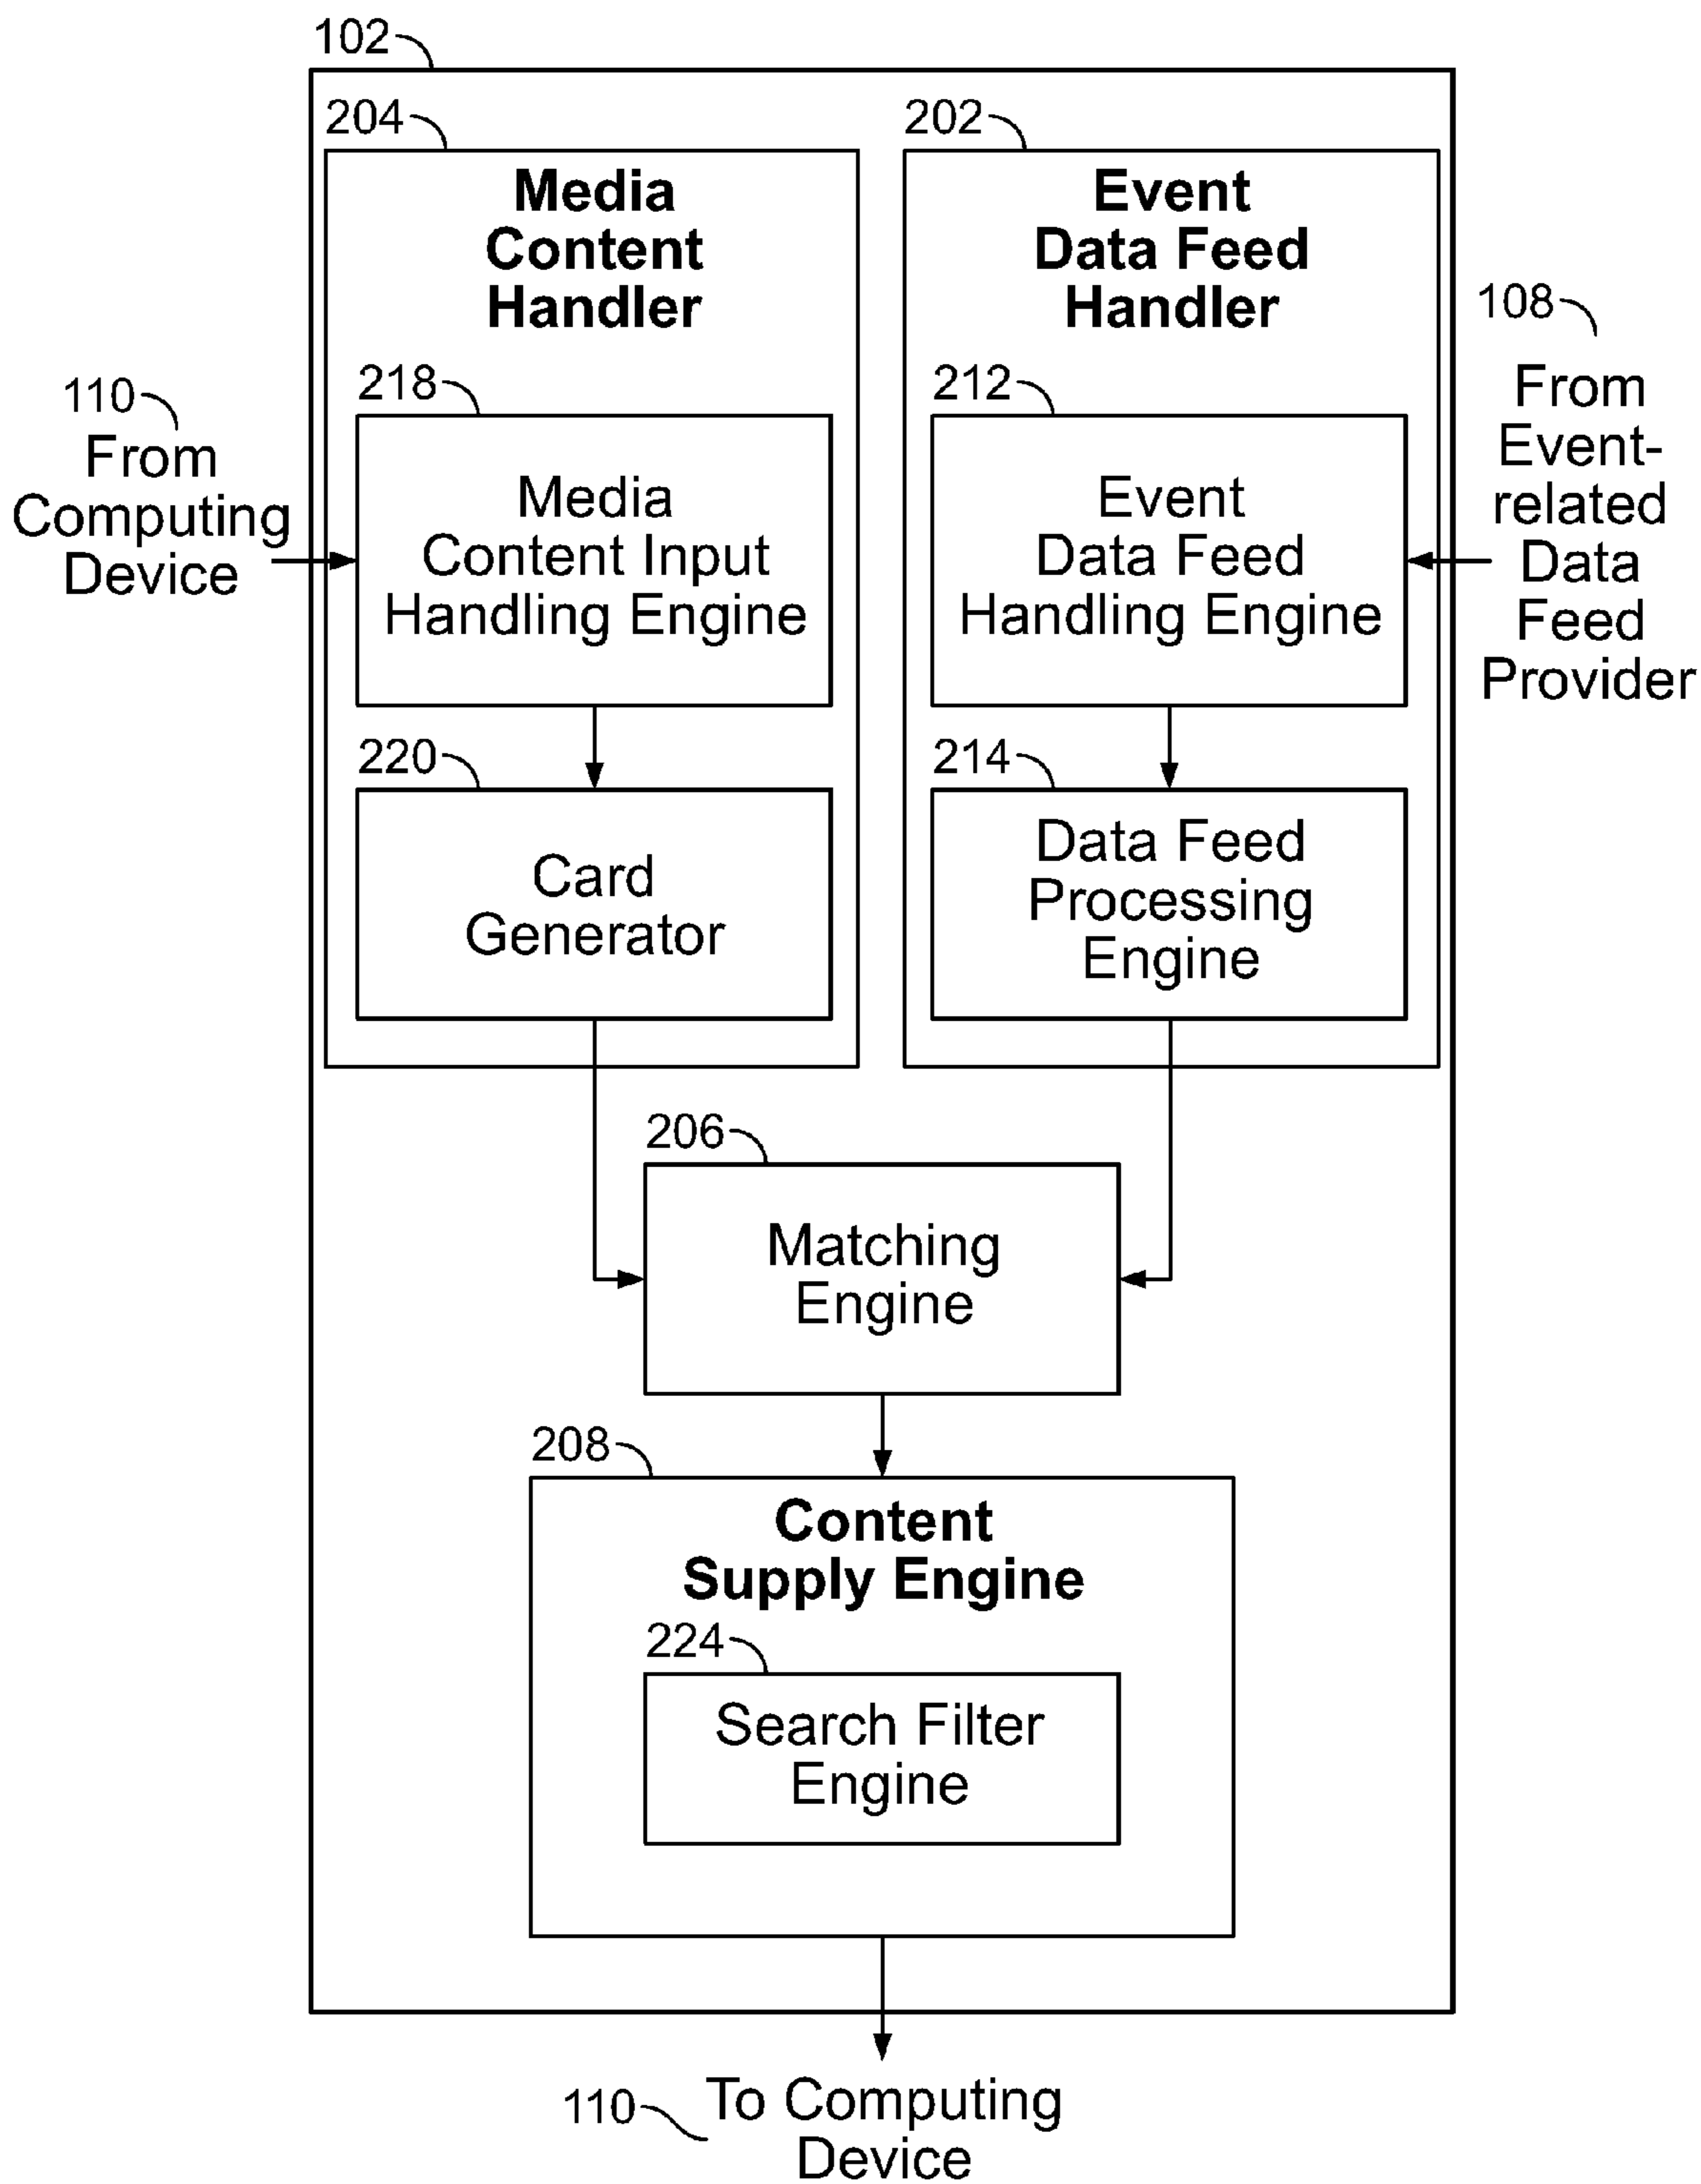 102
204
Media
Content
Handler
202
Event
Data Feed
Handler
110
From
Computing
Device
218
Media
Content Input
Handling Engine
212
Event
Data Feed
Handling Engine
108
From
Event-
related
Data
Feed
Provider
220
Card
Generator
214
Data Feed
Processing
Engine
206
Matching
Engine
208
Content
Supply Engine
224
Search Filter
Engine
110
To Computing
Device